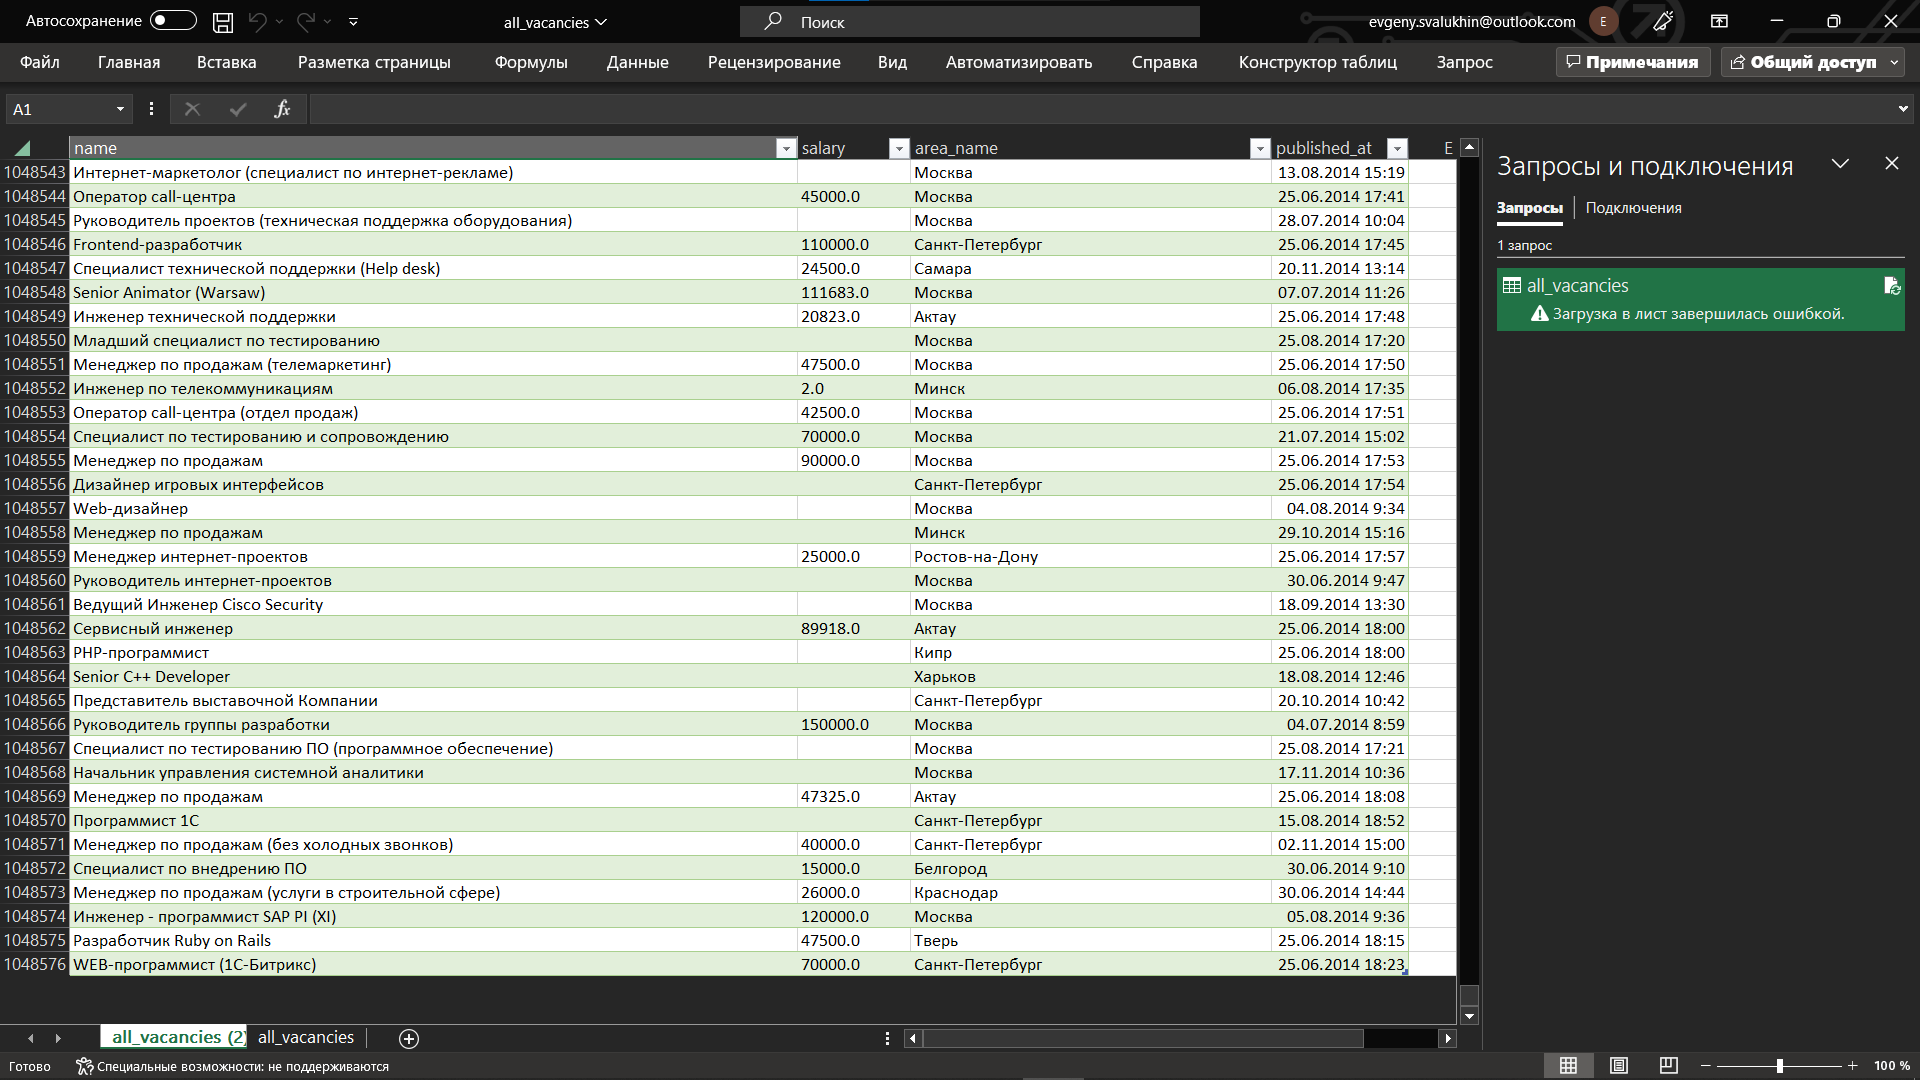 Автосохранение all_vacancies Поиск evgeny.svalukhin@outlook.com E
Файл Главная Вставка Разметка страницы Формулы Данные Рецензирование Вид Автоматизировать Справка Конструктор таблиц Запрос Примечания Общий доступ
A1 fx
name salary area_name published_at E
1048543 Интернет-маркетолог (специалист по интернет-рекламе) Москва 13.08.2014 15:19
1048544 Оператор call-центра 45000.0 Москва 25.06.2014 17:41
1048545 Руководитель проектов (техническая поддержка оборудования) Москва 28.07.2014 10:04
1048546 Frontend-разработчик 110000.0 Санкт-Петербург 25.06.2014 17:45
1048547 Специалист технической поддержки (Help desk) 24500.0 Самара 20.11.2014 13:14
1048548 Senior Animator (Warsaw) 111683.0 Москва 07.07.2014 11:26
1048549 Инженер технической поддержки 20823.0 Актау 25.06.2014 17:48
1048550 Младший специалист по тестированию Москва 25.08.2014 17:20
1048551 Менеджер по продажам (телемаркетинг) 47500.0 Москва 25.06.2014 17:50
1048552 Инженер по телекоммуникациям 2.0 Минск 06.08.2014 17:35
1048553 Оператор call-центра (отдел продаж) 42500.0 Москва 25.06.2014 17:51
1048554 Специалист по тестированию и сопровождению 70000.0 Москва 21.07.2014 15:02
1048555 Менеджер по продажам 90000.0 Москва 25.06.2014 17:53
1048556 Дизайнер игровых интерфейсов Санкт-Петербург 25.06.2014 17:54
1048557 Web-дизайнер Москва 04.08.2014 9:34
1048558 Менеджер по продажам Минск 29.10.2014 15:16
1048559 Менеджер интернет-проектов 25000.0 Ростов-на-Дону 25.06.2014 17:57
1048560 Руководитель интернет-проектов Москва 30.06.2014 9:47
1048561 Ведущий Инженер Cisco Security Москва 18.09.2014 13:30
1048562 Сервисный инженер 89918.0 Актау 25.06.2014 18:00
1048563 PHP-программист Кипр 25.06.2014 18:00
1048564 Senior C++ Developer Харьков 18.08.2014 12:46
1048565 Представитель выставочной Компании Санкт-Петербург 20.10.2014 10:42
1048566 Руководитель группы разработки 150000.0 Москва 04.07.2014 8:59
1048567 Специалист по тестированию ПО (программное обеспечение) Москва 25.08.2014 17:21
1048568 Начальник управления системной аналитики Москва 17.11.2014 10:36
1048569 Менеджер по продажам 47325.0 Актау 25.06.2014 18:08
1048570 Программист 1С Санкт-Петербург 15.08.2014 18:52
1048571 Менеджер по продажам (без холодных звонков) 40000.0 Санкт-Петербург 02.11.2014 15:00
1048572 Специалист по внедрению ПО 15000.0 Белгород 30.06.2014 9:10
1048573 Менеджер по продажам (услуги в строительной сфере) 26000.0 Краснодар 30.06.2014 14:44
1048574 Инженер - программист SAP PI (XI) 120000.0 Москва 05.08.2014 9:36
1048575 Разработчик Ruby on Rails 47500.0 Тверь 25.06.2014 18:15
1048576 WEB-программист (1С-Битрикс) 70000.0 Санкт-Петербург 25.06.2014 18:23
Запросы и подключения
Запросы Подключения
1 запрос
all_vacancies
Загрузка в лист завершилась ошибкой.
all_vacancies (2) all_vacancies
Готово Специальные возможности: не поддерживаются 100 %